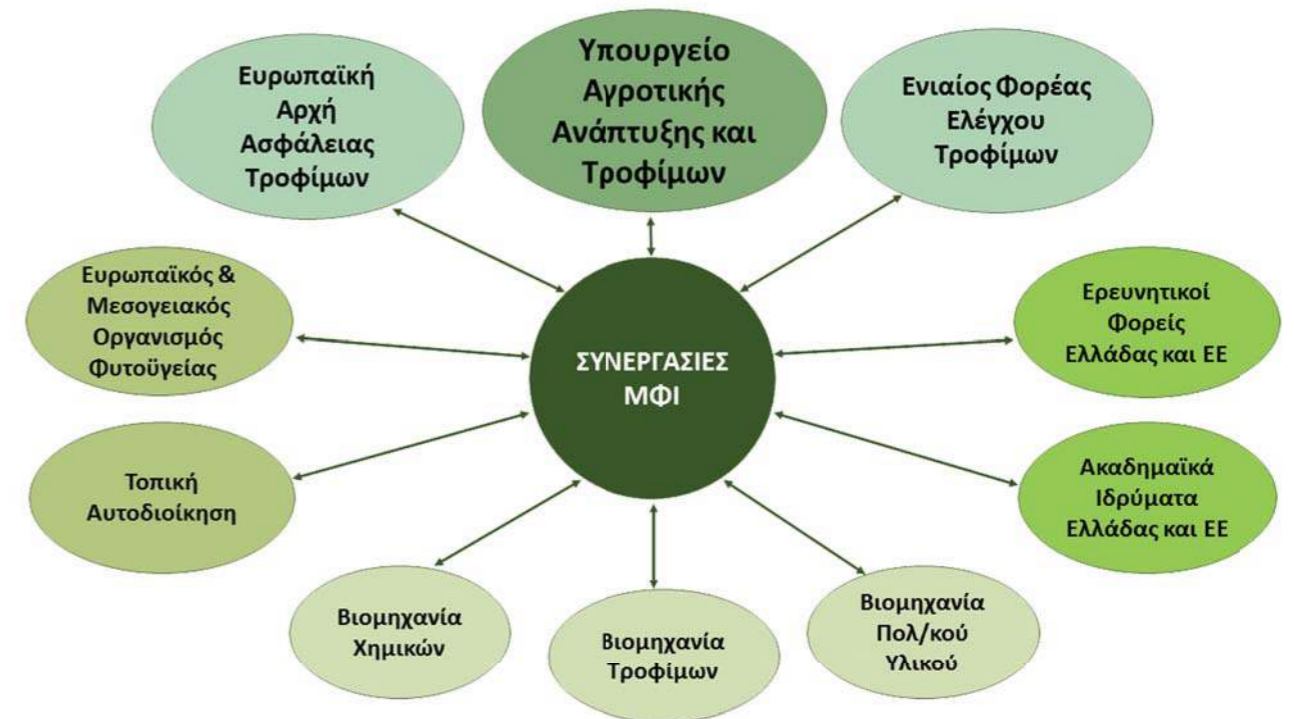 Ευρωπαϊκή
Αρχή
Ασφάλειας
Τροφίμων
Υπουργείο
Αγροτικής
Ανάπτυξης και
Τροφίμων
Ενιαίος Φορέας
Ελέγχου
Τροφίμων
Ευρωπαϊκός &
Μεσογειακός
Οργανισμός
Φυτοϋγείας
ΣΥΝΕΡΓΑΣΙΕΣ
ΜΦΙ
Ερευνητικοί
Φορείς
Ελλάδας και ΕΕ
Τοπική
Αυτοδιοίκηση
Ακαδημαϊκά
Ιδρύματα
Ελλάδας και ΕΕ
Βιομηχανία
Χημικών
Βιομηχανία
Τροφίμων
Βιομηχανία
Πολ/κού
Υλικού